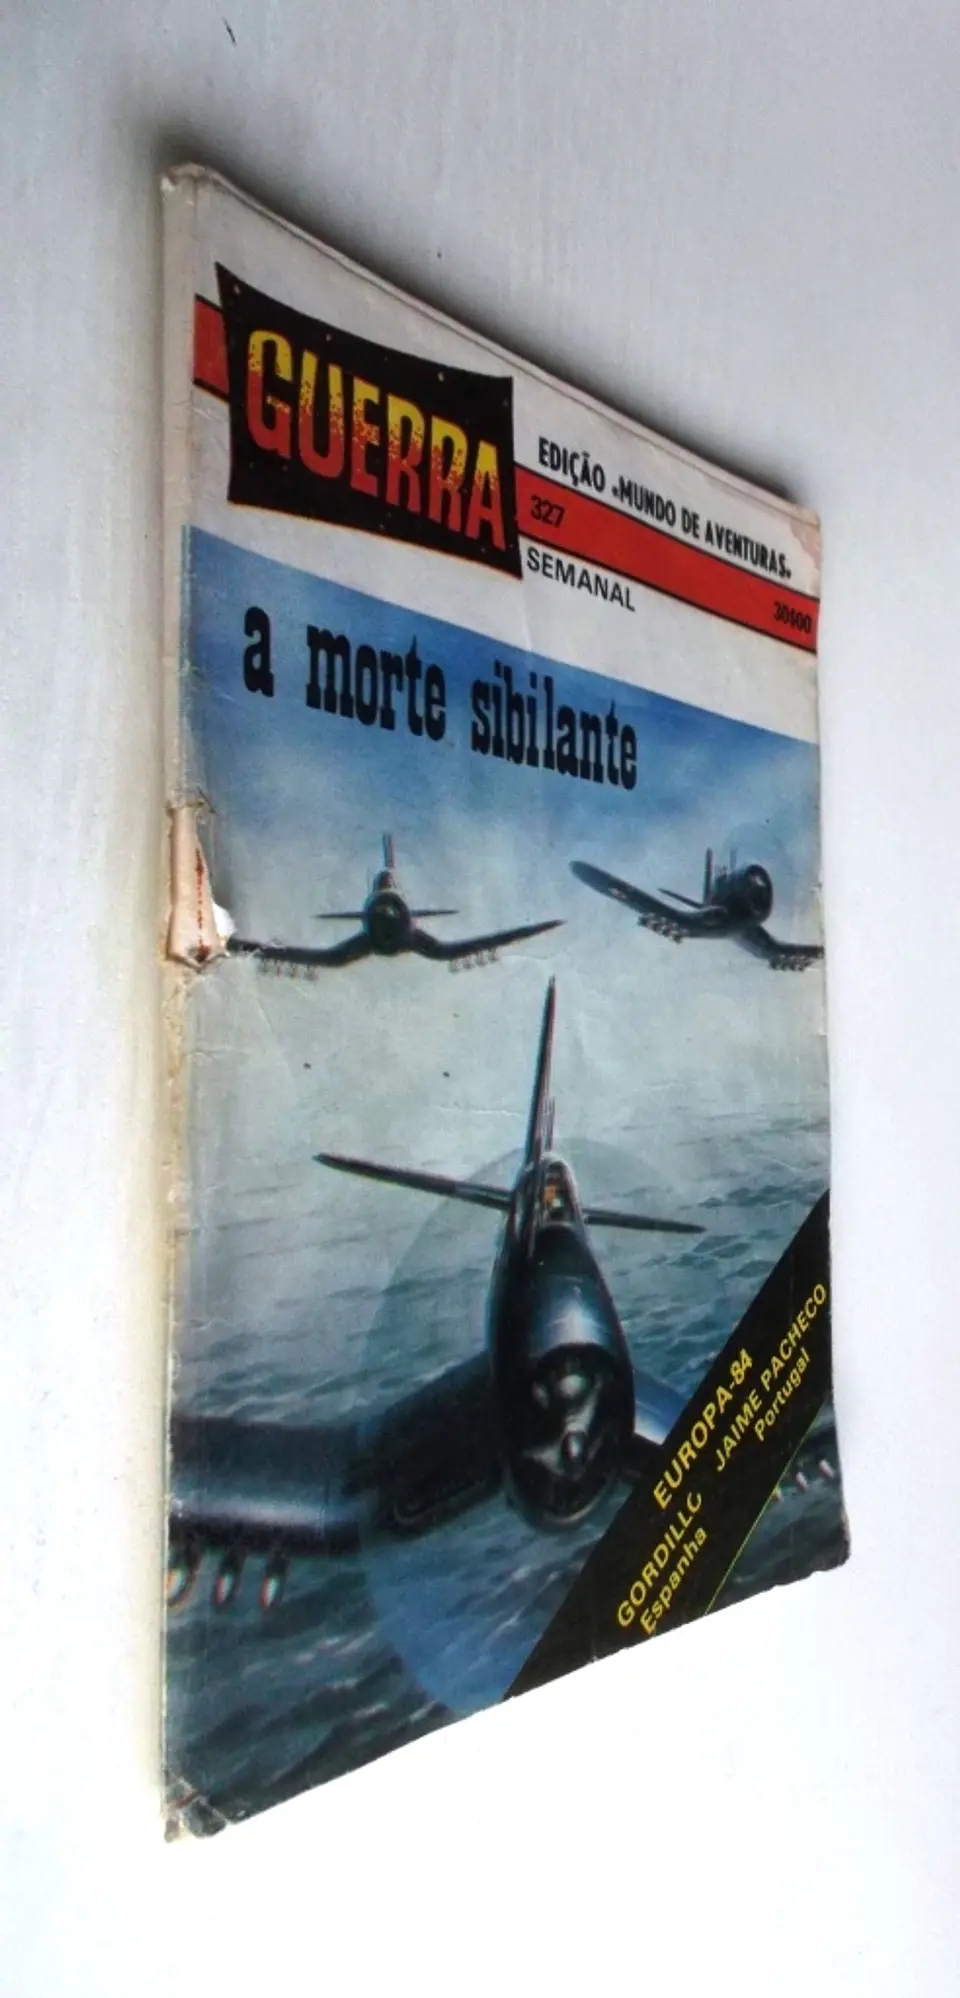 GUERRA
EDIÇÃO «MUNDO DE AVENTURAS»
327
30$00
SEMANAL
a morte sibilante
EUROPA-84
GORDILLO JAIME PACHECO
Espanha Portugal